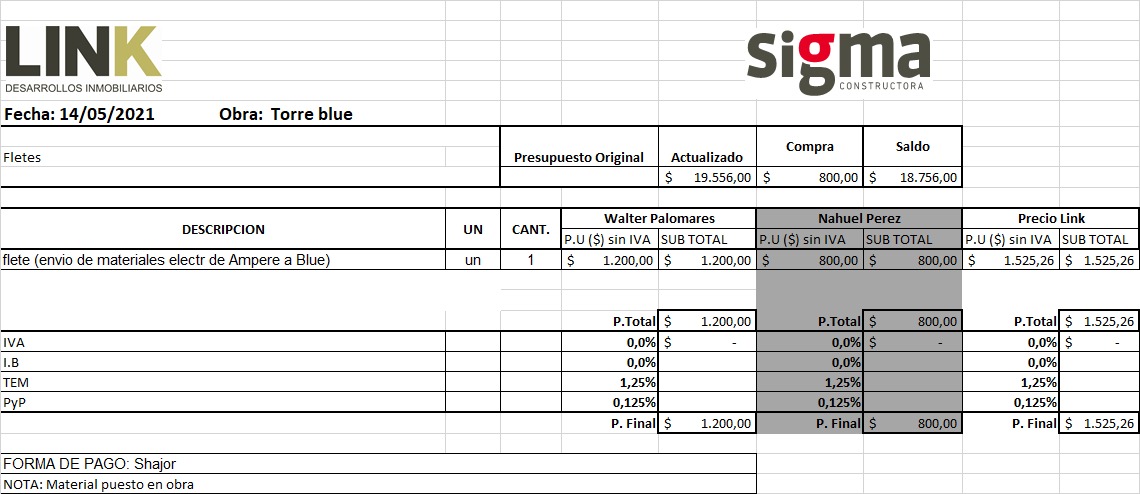 LINK
DESARROLLOS INMOBILIARIOS
sigma
CONSTRUCTORA
Fecha: 14/05/2021 Obra: Torre blue
Fletes Presupuesto Original Actualizado Compra Saldo
$ 19.556,00 $ 800,00 $ 18.756,00
DESCRIPCION UN CANT. Walter Palomares Nahuel Perez Precio Link
P.U ($) sin IVA SUB TOTAL P.U ($) sin IVA SUB TOTAL P.U ($) sin IVA SUB TOTAL
flete (envio de materiales electr de Ampere a Blue) un 1 $ 1.200,00 $ 1.200,00 $ 800,00 $ 800,00 $ 1.525,26 $ 1.525,26
P.Total $ 1.200,00 P.Total $ 800,00 P.Total $ 1.525,26
IVA 0,0% $ - 0,0% $ - 0,0% $ -
I.B 0,0% 0,0% 0,0%
TEM 1,25% 1,25% 1,25%
PyP 0,125% 0,125% 0,125%
P. Final $ 1.200,00 P. Final $ 800,00 P. Final $ 1.525,26
FORMA DE PAGO: Shajor
NOTA: Material puesto en obra